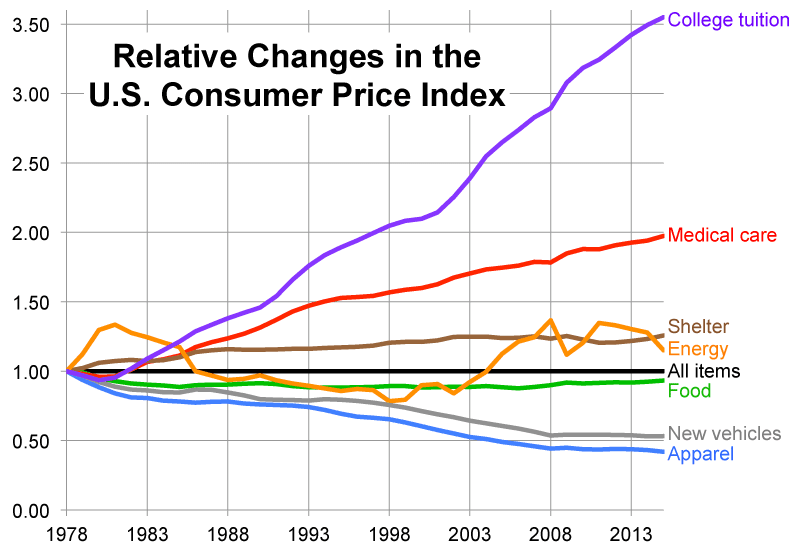 Relative Changes in the
U.S. Consumer Price Index
3.50
3.00
2.50
2.00
1.50
1.00
0.50
0.00
College tuition
Medical care
Shelter
Energy
All items
Food
New vehicles
Apparel
1978 1983 1988 1993 1998 2003 2008 2013